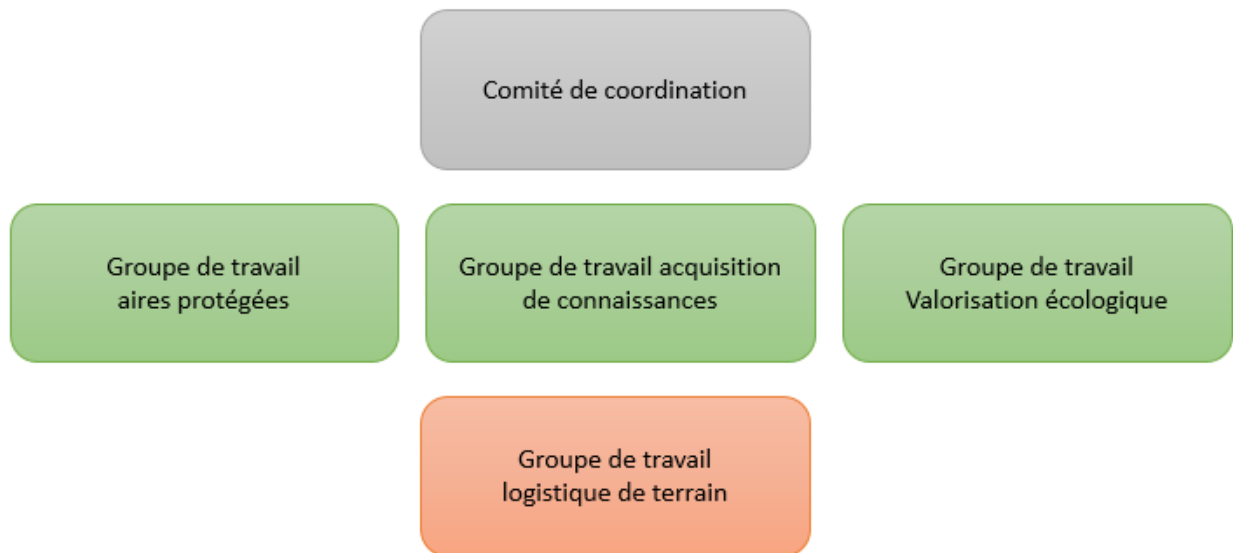 Comité de coordination
Groupe de travail
aires protégées
Groupe de travail acquisition
de connaissances
Groupe de travail
Valorisation écologique
Groupe de travail
logistique de terrain